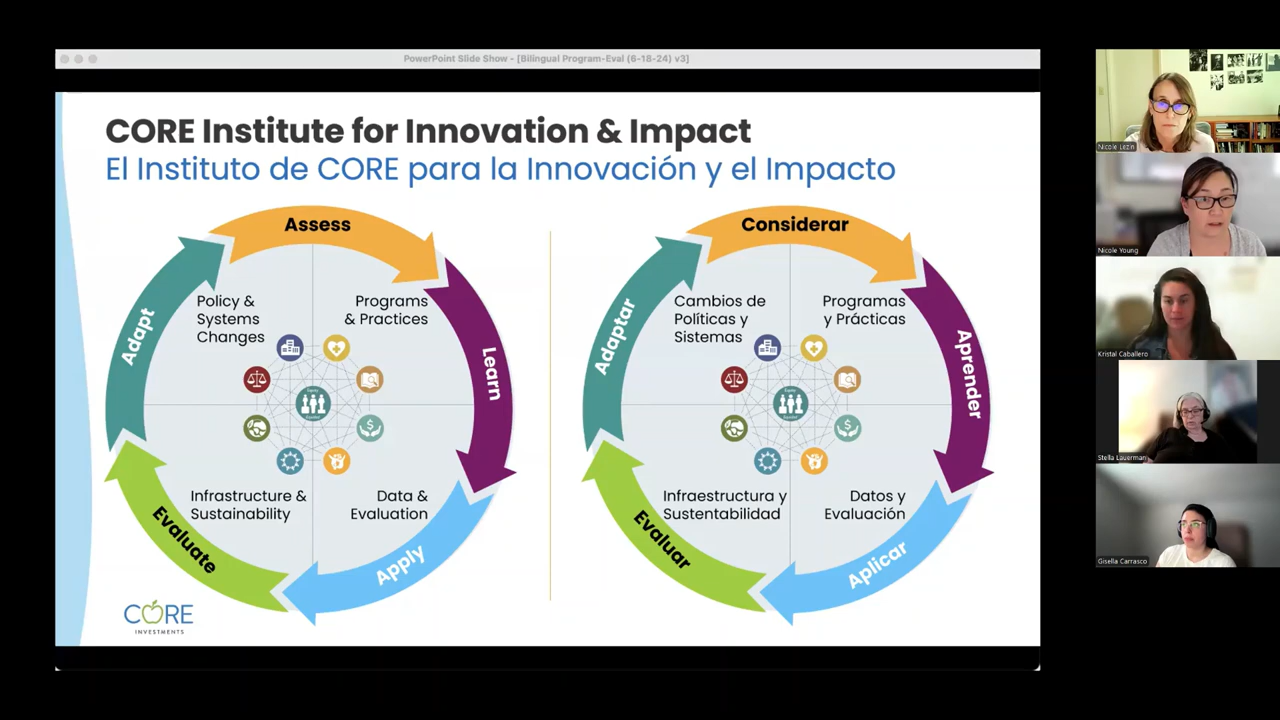 PowerPoint Slide Show - [Bilingual Program-Eval (6-18-24) v3]
CORE Institute for Innovation & Impact
El Instituto de CORE para la Innovación y el Impacto
Assess
Learn
Apply
Evaluate
Adapt
Policy &
Systems
Changes
Programs
& Practices
Infrastructure &
Sustainability
Data &
Evaluation
Considerar
Aprender
Aplicar
Evaluar
Adaptar
Cambios de
Políticas y
Sistemas
Programas
y Prácticas
Infraestructura y
Sustentabilidad
Datos y
Evaluación
CORE
INVESTMENTS
Nicole Lezin
Nicole Young
Kristal Caballero
Stella Lauerman
Gisella Carrasco